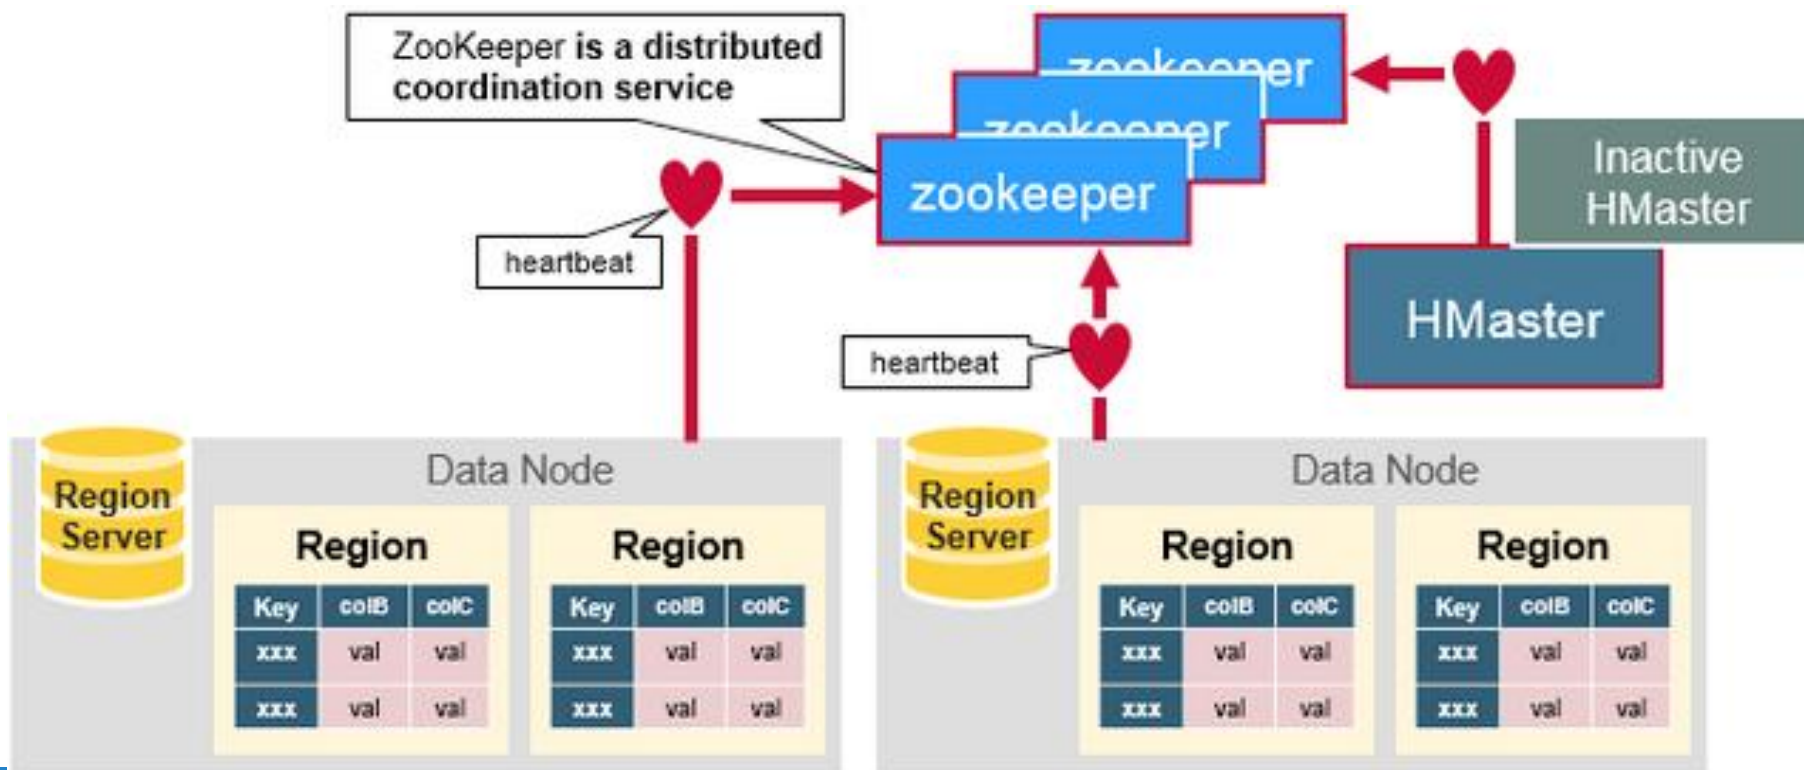 ZooKeeper is a distributed
coordination service
zookeeper
zookeeper
zookeeper
Inactive
HMaster
HMaster
heartbeat
heartbeat
Region
Server
Data Node
Region
Key colB colC
xxx val val
xxx val val
Region
Key colB colC
xxx val val
xxx val val
Region
Server
Data Node
Region
Key colB colC
xxx val val
xxx val val
Region
Key colB colC
xxx val val
xxx val val